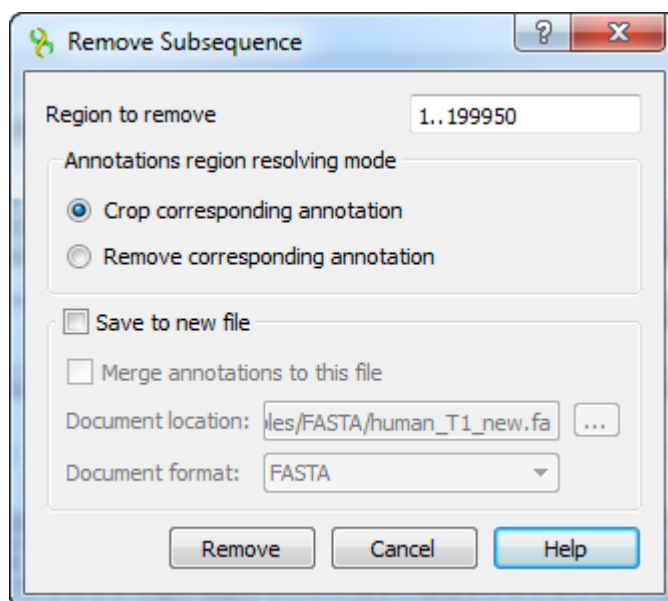 Remove Subsequence
Region to remove 1..199950
Annotations region resolving mode
Crop corresponding annotation
Remove corresponding annotation
Save to new file
Merge annotations to this file
Document location: les/FASTA/human_T1_new.fa ...
Document format: FASTA
Remove Cancel Help